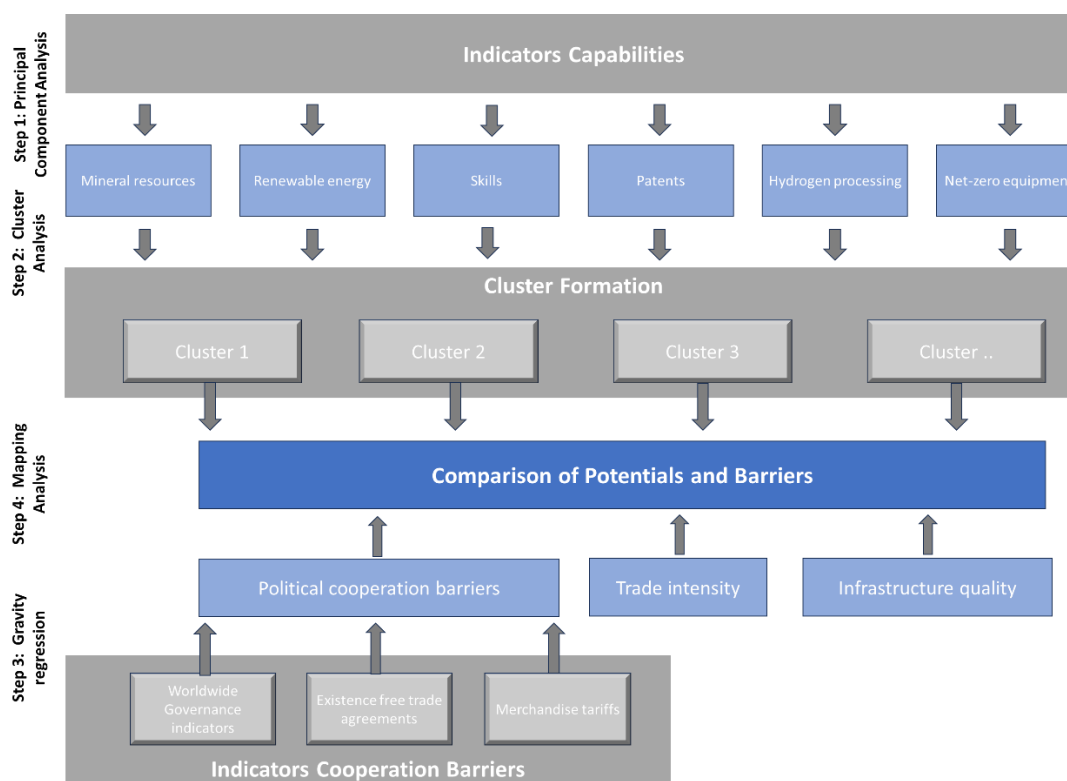 Step 1: Principal
Component Analysis
Indicators Capabilities
Mineral resources
Renewable energy
Skills
Patents
Hydrogen processing
Net-zero equipmen
Step 2: Cluster
Analysis
Cluster Formation
Cluster 1
Cluster 2
Cluster 3
Cluster ..
Step 4: Mapping
Analysis
Comparison of Potentials and Barriers
Political cooperation barriers
Trade intensity
Infrastructure quality
Step 3: Gravity
regression
Worldwide
Governance
indicators
Existence free trade
agreements
Merchandise tariffs
Indicators Cooperation Barriers